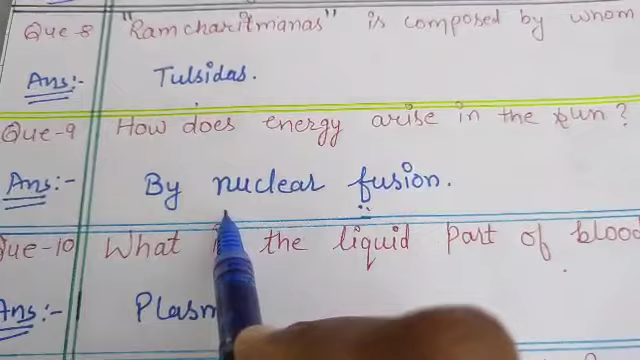 Que-8 "Ramcharitmanas" is composed by whom
Ans:- Tulsidas.
Que-9 How does energy arise in the sun?
Ans:- By nuclear fusion.
Que-10 What the liquid part of blood
Ans:-